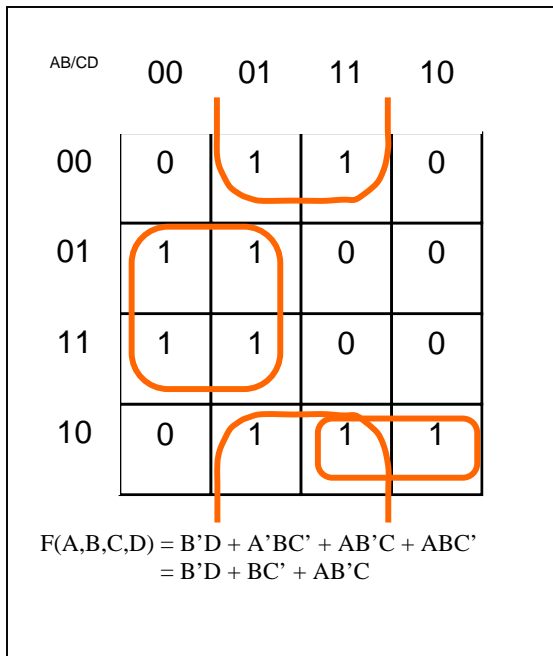 AB/CD 00 01 11 10
00 0 1 1 0
01 1 1 0 0
11 1 1 0 0
10 0 1 1 1
F(A,B,C,D) = B’D + A’BC’ + AB’C + ABC’
= B’D + BC’ + AB’C